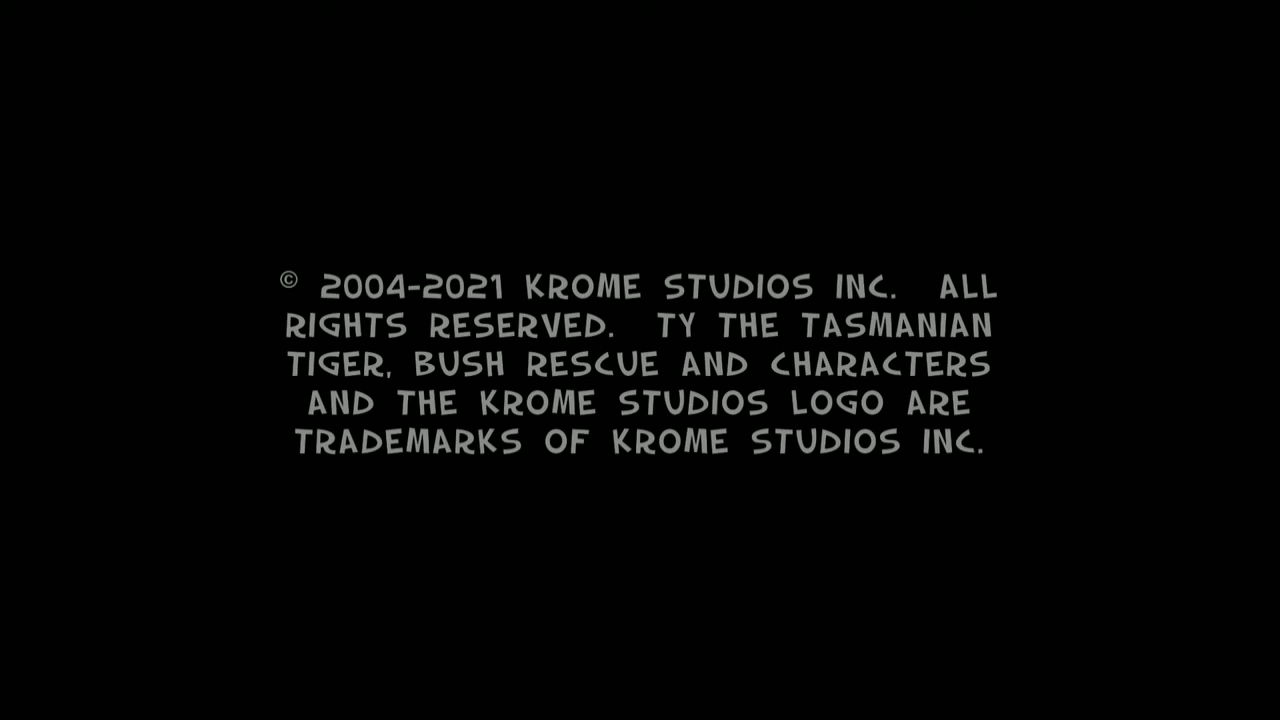 © 2004-2021 KROME STUDIOS INC. ALL
RIGHTS RESERVED. TY THE TASMANIAN
TIGER, BUSH RESCUE AND CHARACTERS
AND THE KROME STUDIOS LOGO ARE
TRADEMARKS OF KROME STUDIOS INC.